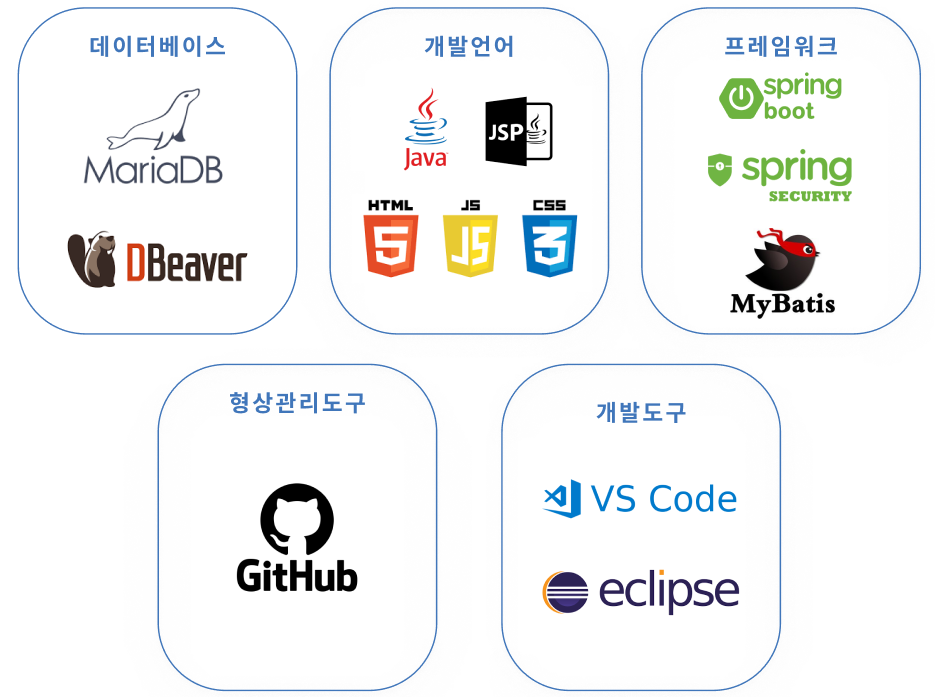 데이터베이스
MariaDB
DBeaver
개발언어
Java
JSP
HTML
5
JS
JS
CSS
3
프레임워크
spring
boot
spring
SECURITY
MyBatis
형상관리도구
GitHub
개발도구
VS Code
eclipse